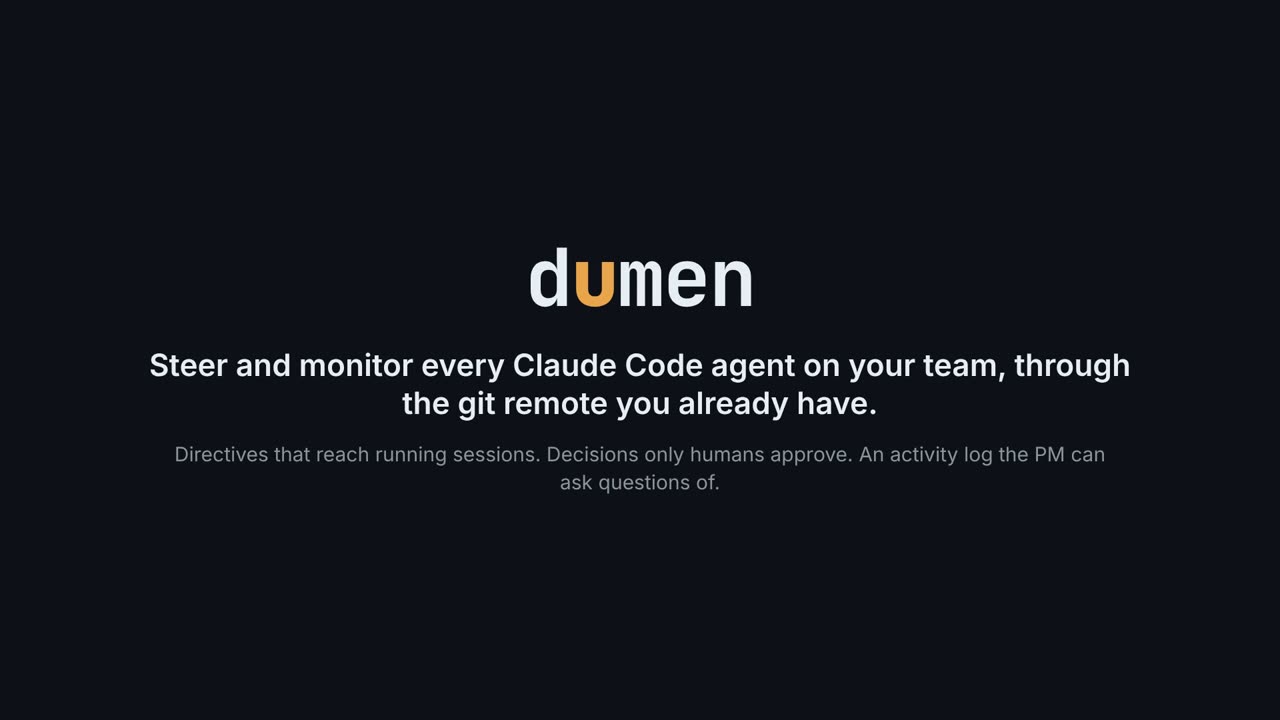 dumen
Steer and monitor every Claude Code agent on your team, through
the git remote you already have.
Directives that reach running sessions. Decisions only humans approve. An activity log the PM can
ask questions of.